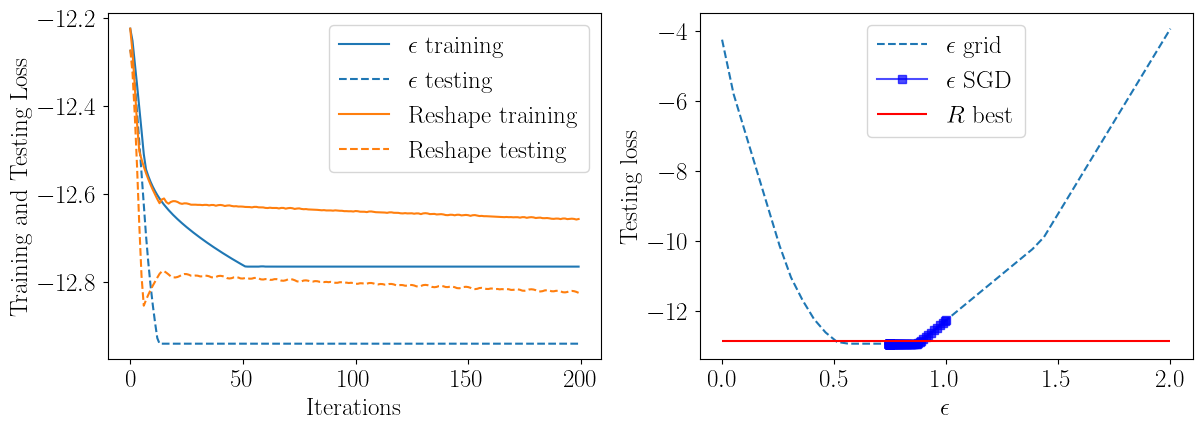 −12.2
−12.4
−12.6
−12.8
Training and Testing Loss
0
50
100
150
200
Iterations
ϵ training
ϵ testing
Reshape training
Reshape testing
−4
−6
−8
−10
−12
Testing loss
0.0
0.5
1.0
1.5
2.0
ϵ
ϵ grid
ϵ SGD
R best